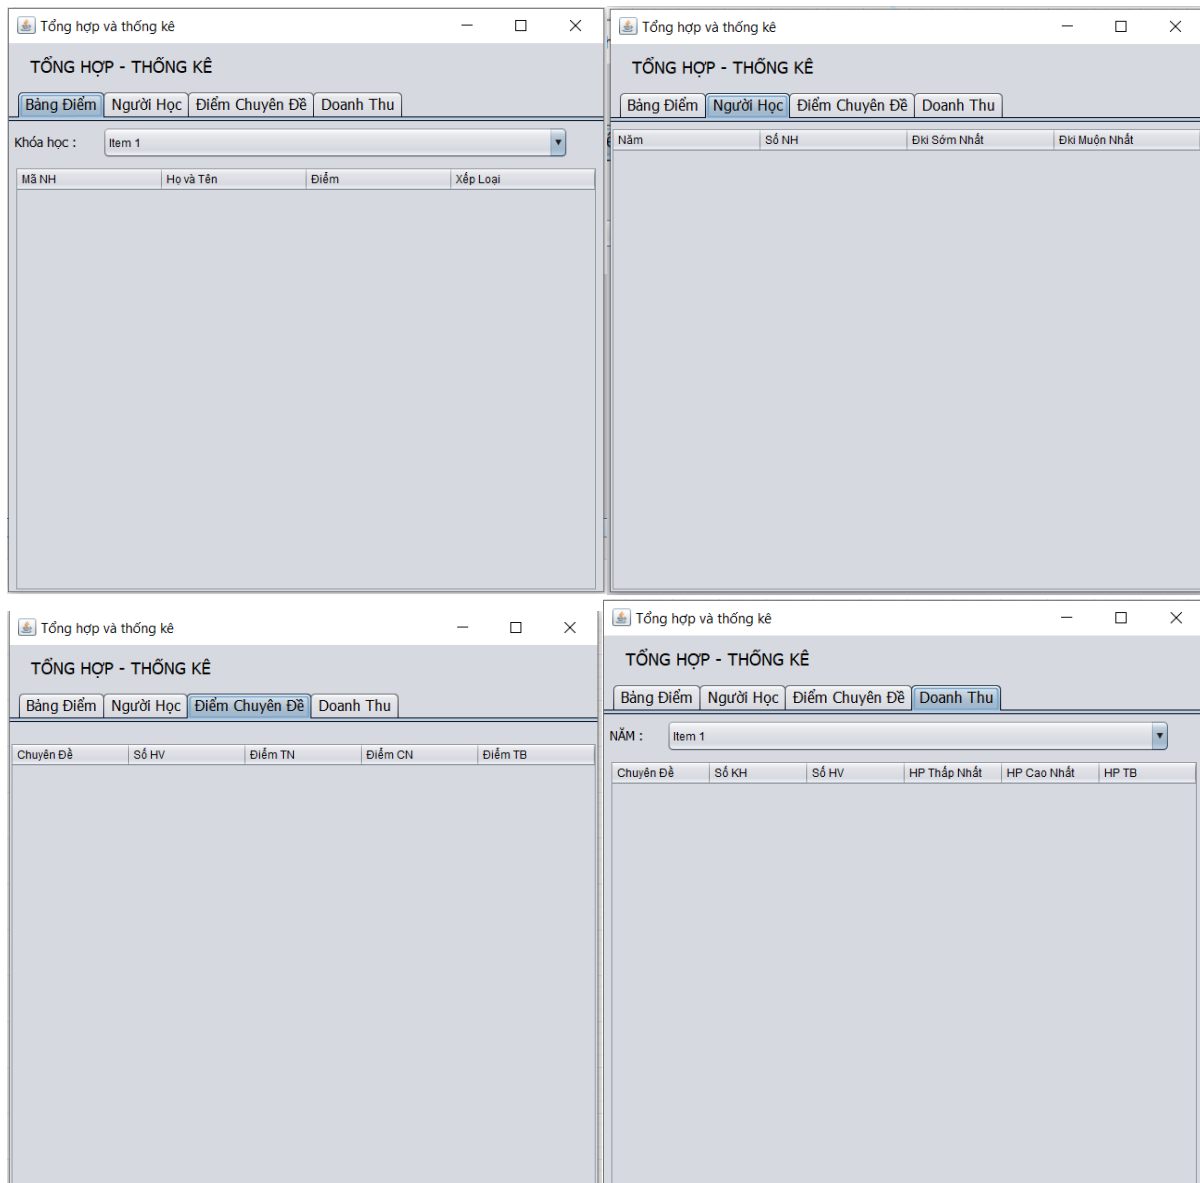 Tổng hợp và thống kê
TỔNG HỢP - THỐNG KÊ
Bảng Điểm Người Học Điểm Chuyên Đề Doanh Thu
Khóa học : Item 1
Mã NH Họ và Tên Điểm Xếp Loại
Tổng hợp và thống kê
TỔNG HỢP - THỐNG KÊ
Bảng Điểm Người Học Điểm Chuyên Đề Doanh Thu
Năm Số NH Đki Sớm Nhất Đki Muộn Nhất
Tổng hợp và thống kê
TỔNG HỢP - THỐNG KÊ
Bảng Điểm Người Học Điểm Chuyên Đề Doanh Thu
Chuyên Đề Số HV Điểm TN Điểm CN Điểm TB
Tổng hợp và thống kê
TỔNG HỢP - THỐNG KÊ
Bảng Điểm Người Học Điểm Chuyên Đề Doanh Thu
NĂM : Item 1
Chuyên Đề Số KH Số HV HP Thấp Nhất HP Cao Nhất HP TB